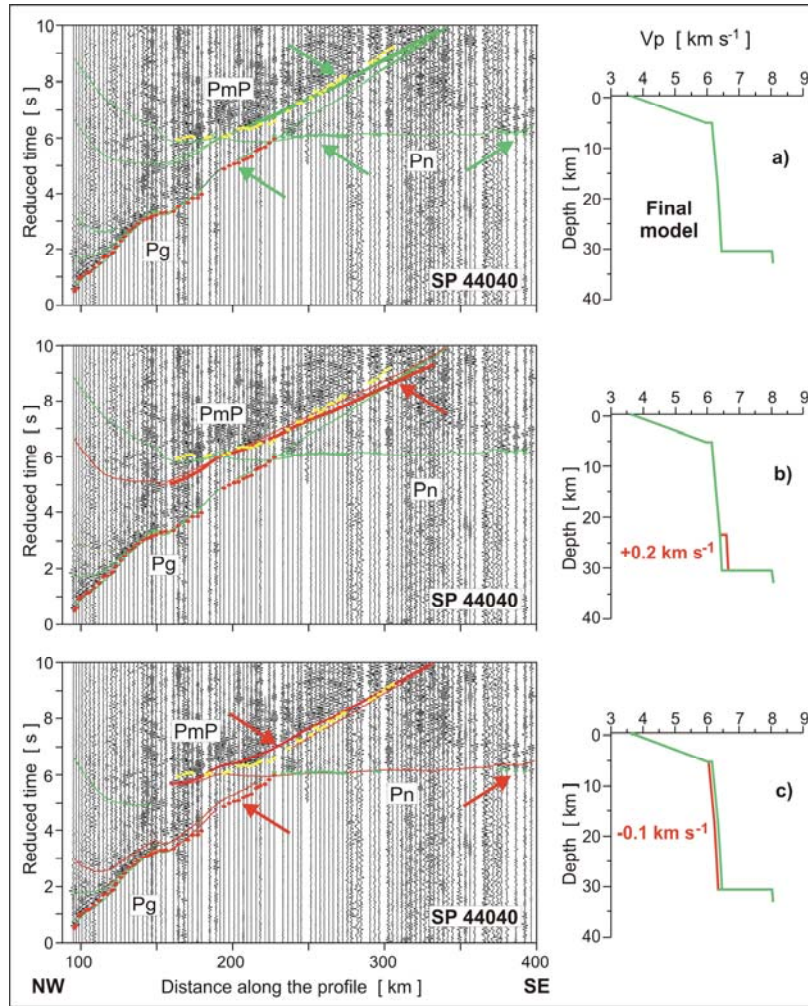 Vp [ km s⁻¹ ]
10
8
6
4
2
0
Reduced time [ s ]
PmP
Pn
Pg
SP 44040
3 4 5 6 7 8 9
0
10
20
30
40
Depth [ km ]
Final
model
a)
10
8
6
4
2
0
Reduced time [ s ]
PmP
Pn
Pg
SP 44040
3 4 5 6 7 8 9
0
10
20
30
40
Depth [ km ]
+0.2 km s⁻¹
b)
10
8
6
4
2
0
Reduced time [ s ]
PmP
Pn
Pg
SP 44040
3 4 5 6 7 8 9
0
10
20
30
40
Depth [ km ]
-0.1 km s⁻¹
c)
100 200 300 400
NW Distance along the profile [ km ] SE